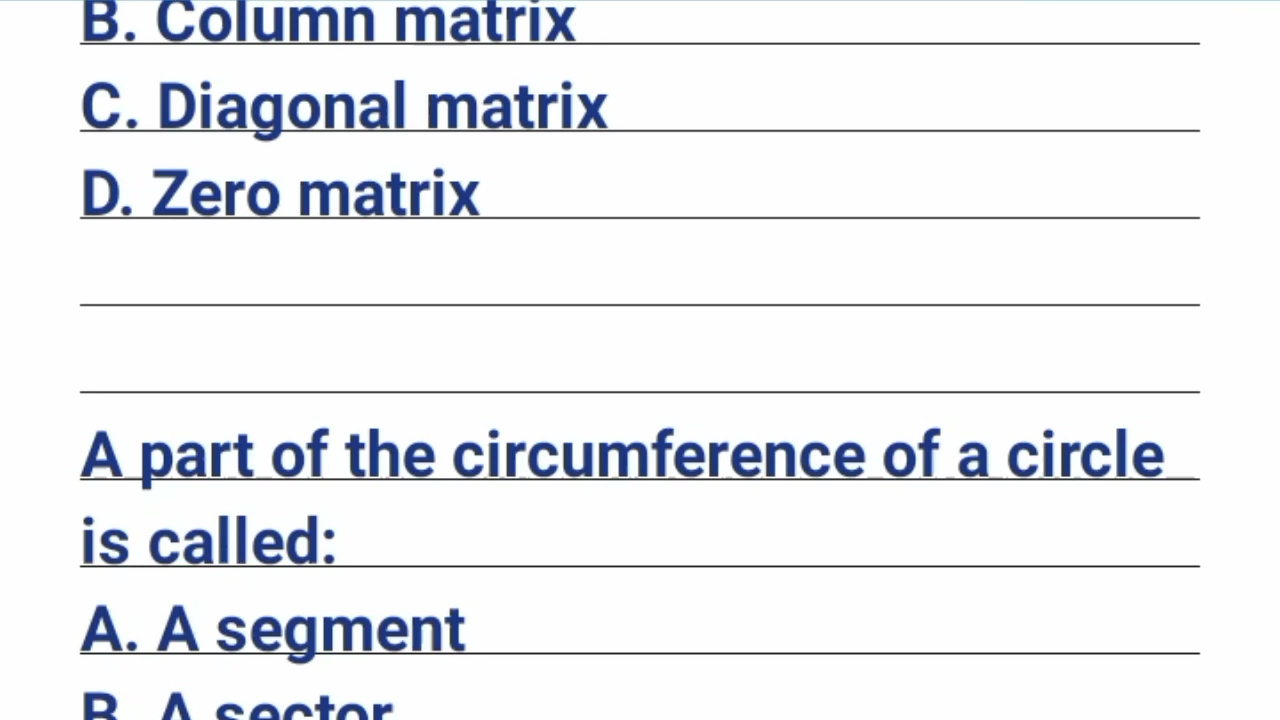 B. Column matrix
C. Diagonal matrix
D. Zero matrix
A part of the circumference of a circle
is called:
A. A segment
B. A sector